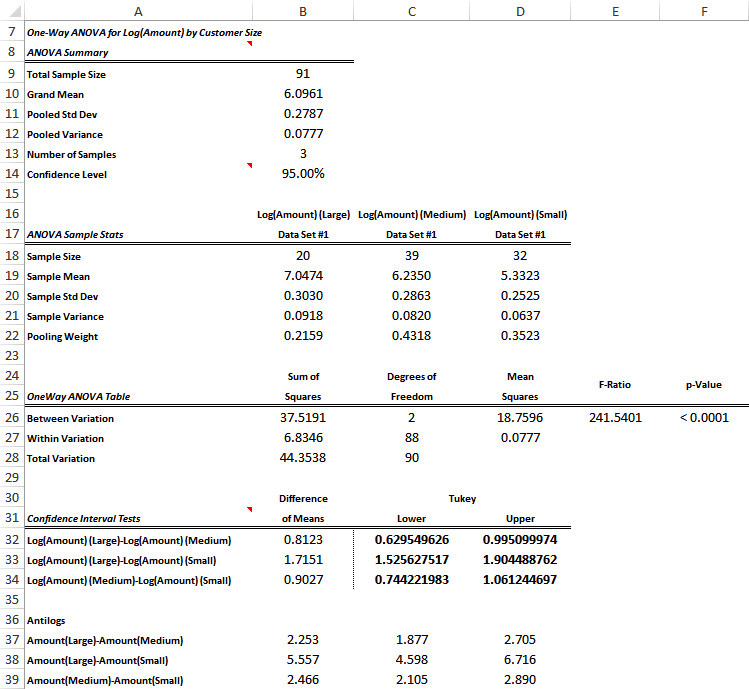 A B C D E F
7 One-Way ANOVA for Log(Amount) by Customer Size
8 ANOVA Summary
9 Total Sample Size 91
10 Grand Mean 6.0961
11 Pooled Std Dev 0.2787
12 Pooled Variance 0.0777
13 Number of Samples 3
14 Confidence Level 95.00%
15
16 Log(Amount) (Large) Log(Amount) (Medium) Log(Amount) (Small)
17 ANOVA Sample Stats Data Set #1 Data Set #1 Data Set #1
18 Sample Size 20 39 32
19 Sample Mean 7.0474 6.2350 5.3323
20 Sample Std Dev 0.3030 0.2863 0.2525
21 Sample Variance 0.0918 0.0820 0.0637
22 Pooling Weight 0.2159 0.4318 0.3523
23
24 Sum of Degrees of Mean
F-Ratio p-Value
25 OneWay ANOVA Table Squares Freedom Squares
26 Between Variation 37.5191 2 18.7596 241.5401 < 0.0001
27 Within Variation 6.8346 88 0.0777
28 Total Variation 44.3538 90
29
30 Difference Tukey
31 Confidence Interval Tests of Means Lower Upper
32 Log(Amount) (Large)-Log(Amount) (Medium) 0.8123 0.629549626 0.995099974
33 Log(Amount) (Large)-Log(Amount) (Small) 1.7151 1.525627517 1.904488762
34 Log(Amount) (Medium)-Log(Amount) (Small) 0.9027 0.744221983 1.061244697
35
36 Antilogs
37 Amount(Large)-Amount(Medium) 2.253 1.877 2.705
38 Amount(Large)-Amount(Small) 5.557 4.598 6.716
39 Amount(Medium)-Amount(Small) 2.466 2.105 2.890